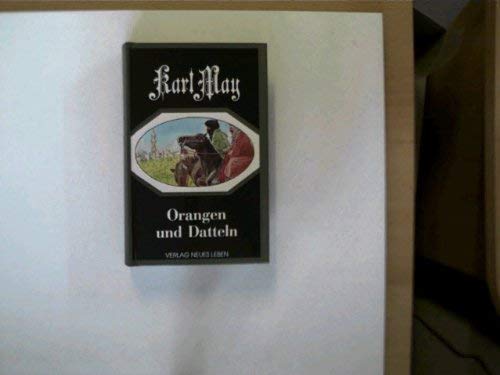 Karl May
Orangen
und Datteln
VERLAG NEUES LEBEN